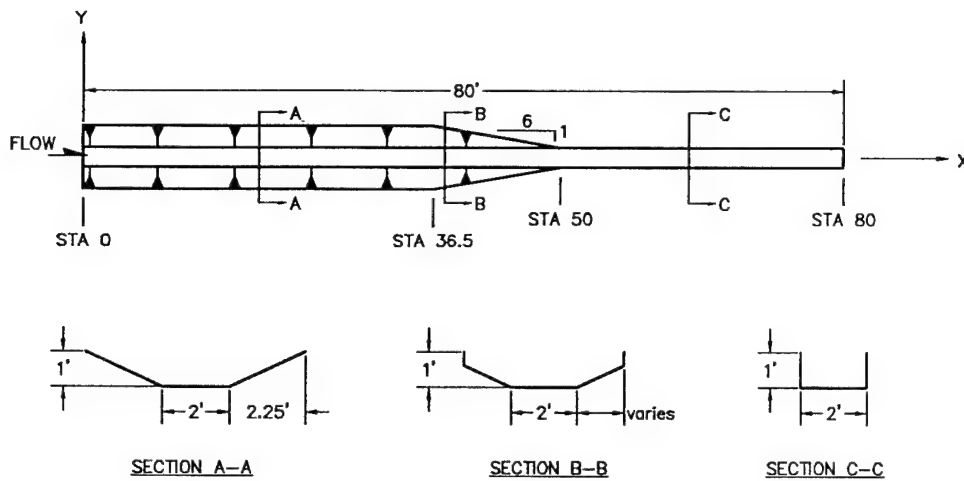 Y
80'
A
B
C
6
1
FLOW
X
A
B
C
STA 0
STA 36.5
STA 50
STA 80
1'
2'
2.25'
1'
2'
varies
1'
2'
SECTION A–A
SECTION B–B
SECTION C–C